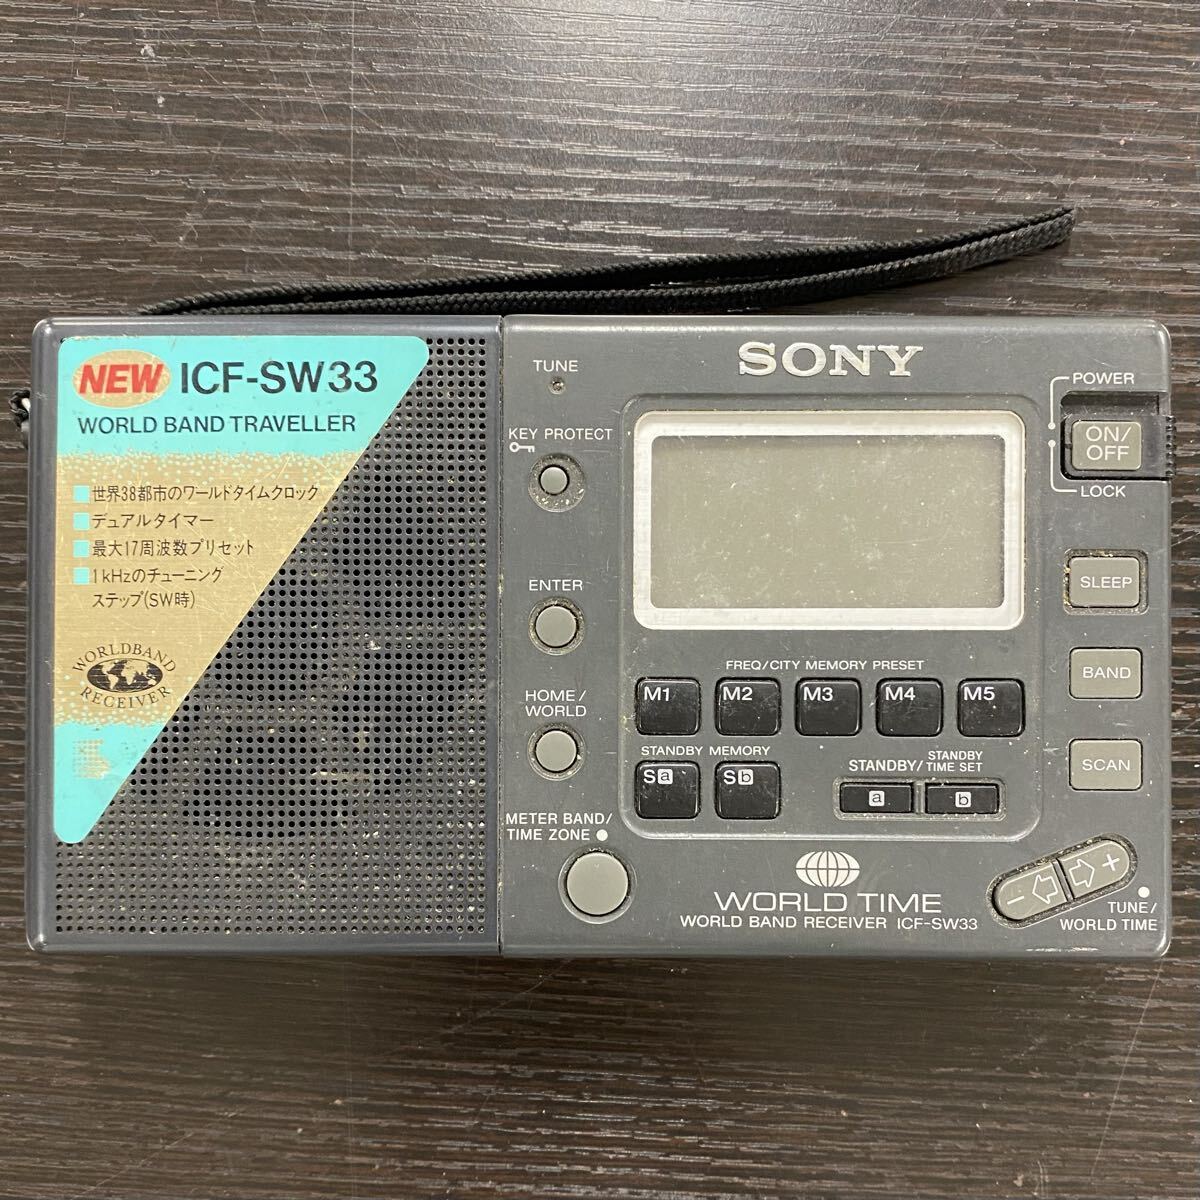 NEW ICF-SW33
WORLD BAND TRAVELLER
世界38都市のワールドタイムクロック
デュアルタイマー
最大17周波数プリセット
1kHzのチューニング
ステップ(SW時)
WORLDBAND
RECEIVER
TUNE
KEY PROTECT
ENTER
HOME/
WORLD
METER BAND/
TIME ZONE
SONY
FREQ/CITY MEMORY PRESET
M1 M2 M3 M4 M5
STANDBY MEMORY
Sa Sb
STANDBY/
STANDBY
TIME SET
a b
WORLD TIME
WORLD BAND RECEIVER ICF-SW33
POWER
ON/
OFF
LOCK
SLEEP
BAND
SCAN
− +
TUNE/
WORLD TIME